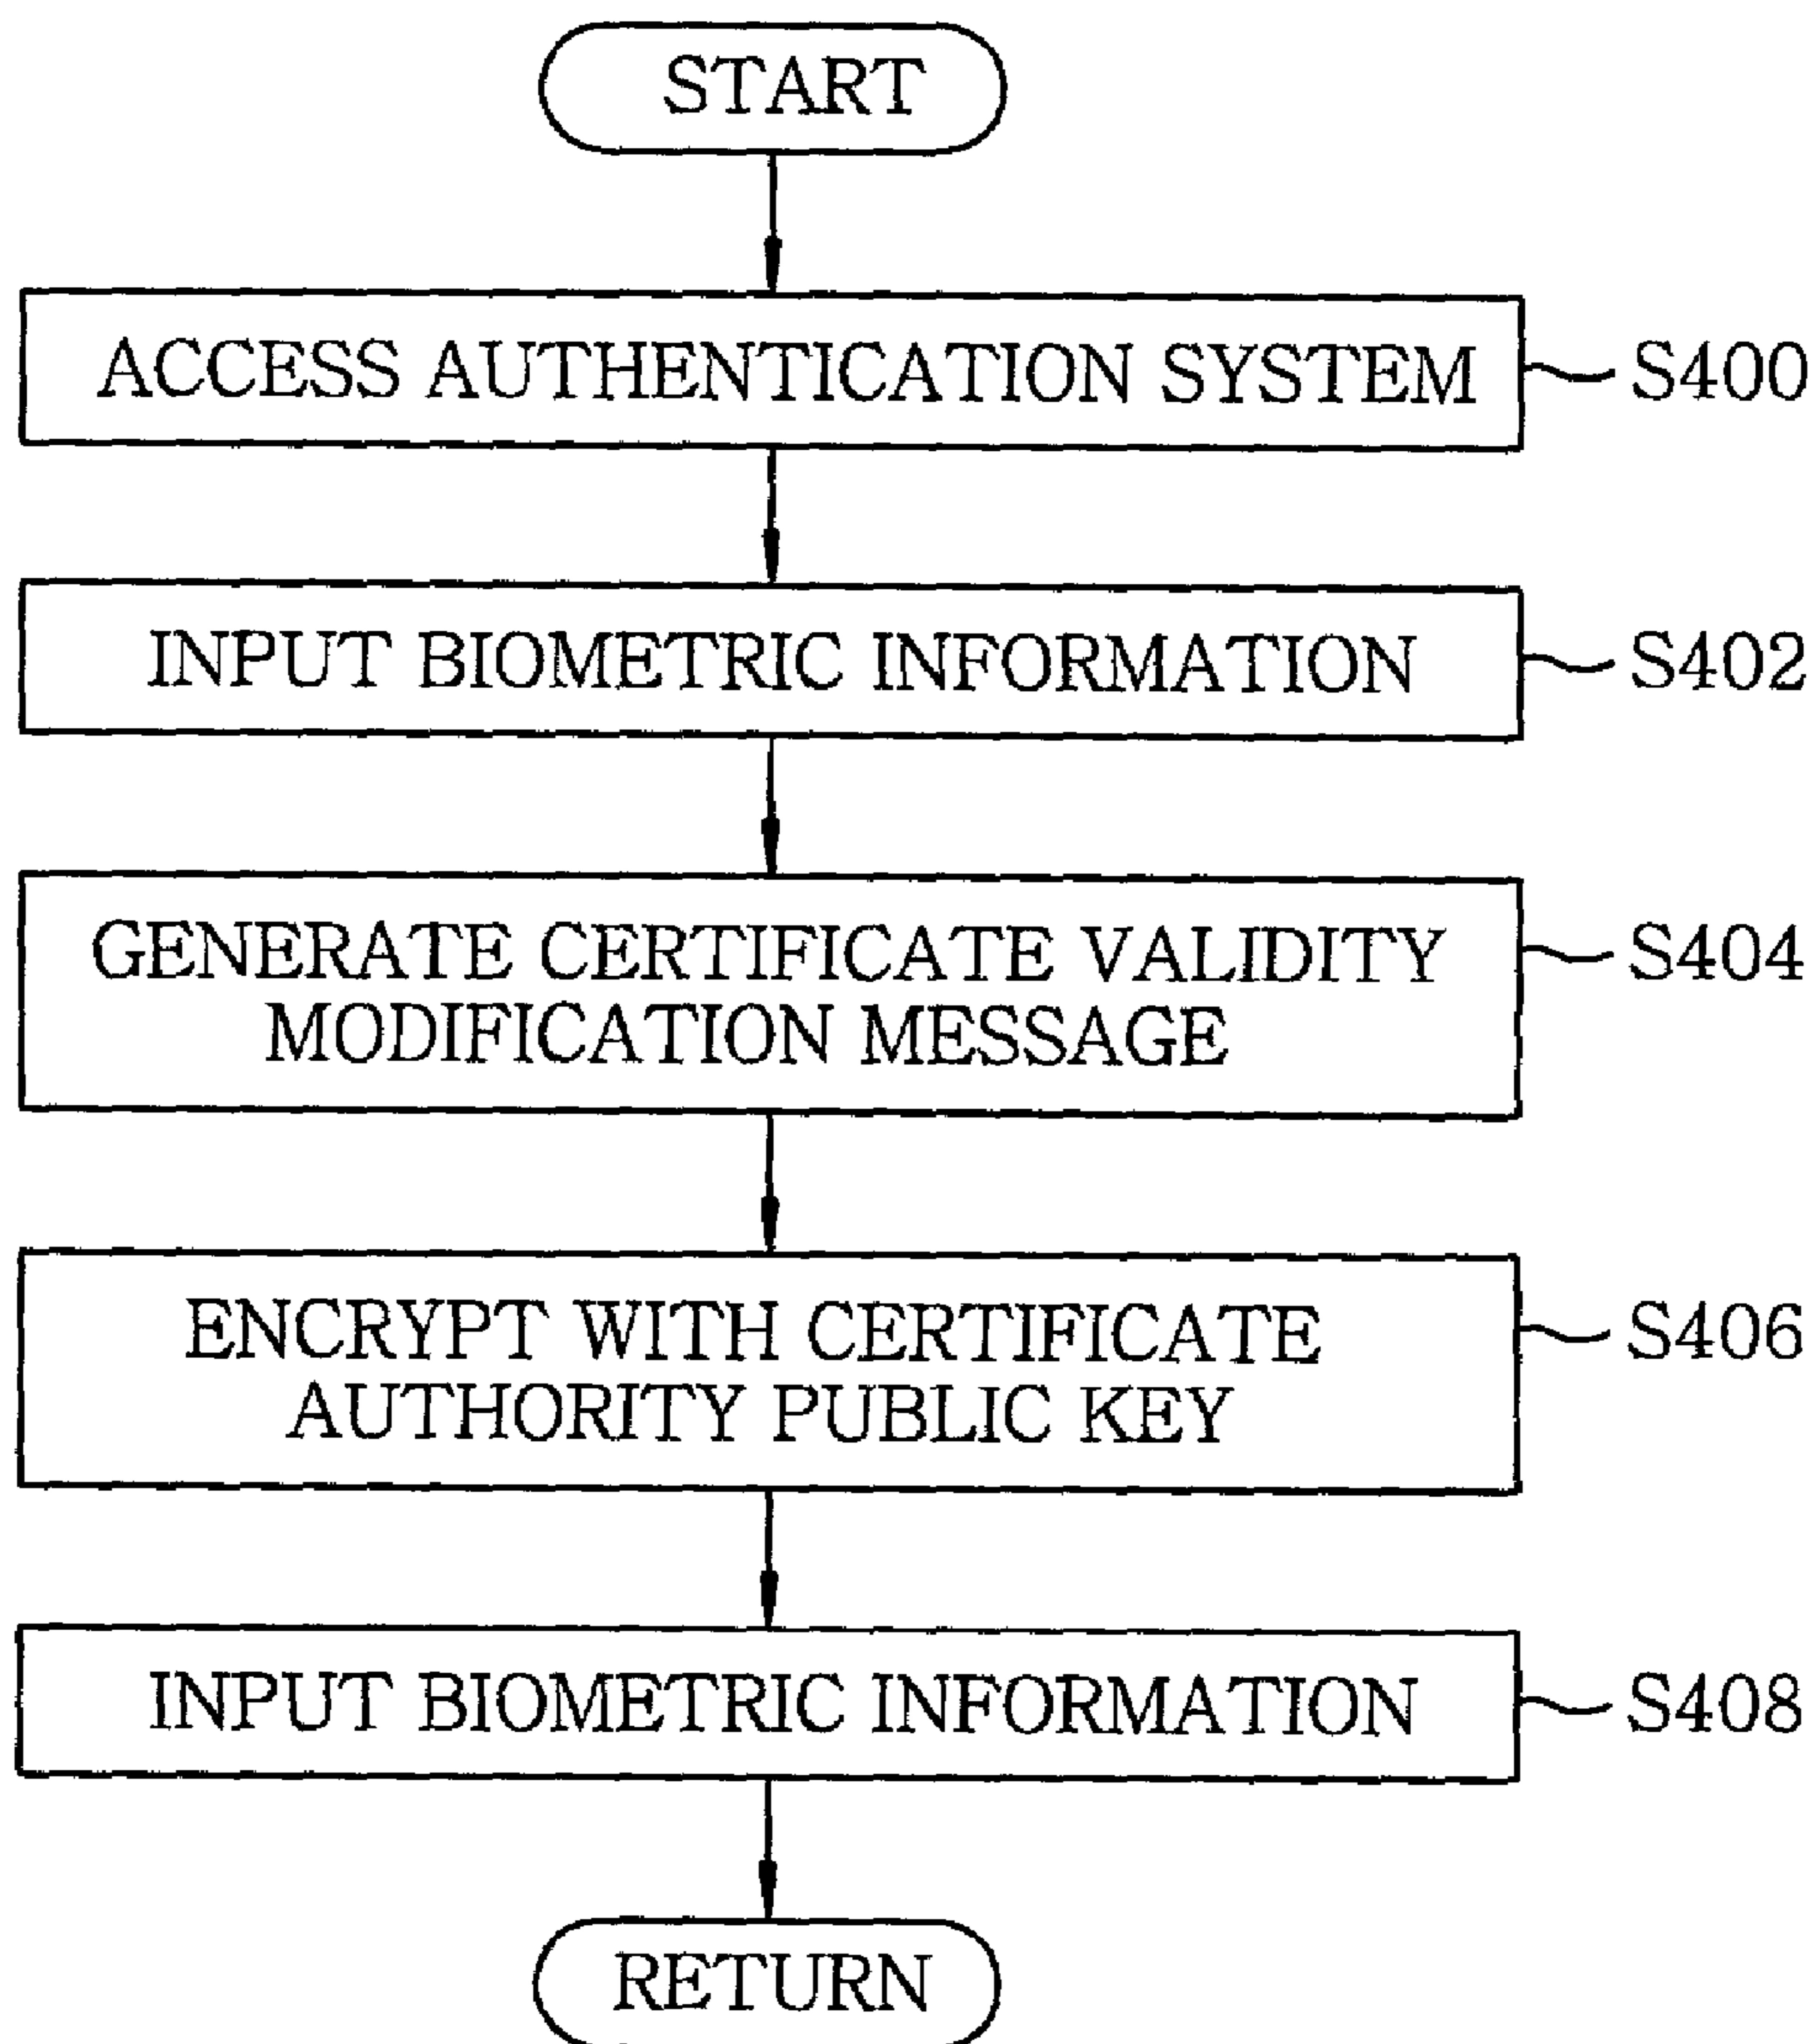 START
ACCESS AUTHENTICATION SYSTEM
S400
INPUT BIOMETRIC INFORMATION
S402
GENERATE CERTIFICATE VALIDITY
MODIFICATION MESSAGE
S404
ENCRYPT WITH CERTIFICATE
AUTHORITY PUBLIC KEY
S406
INPUT BIOMETRIC INFORMATION
S408
RETURN